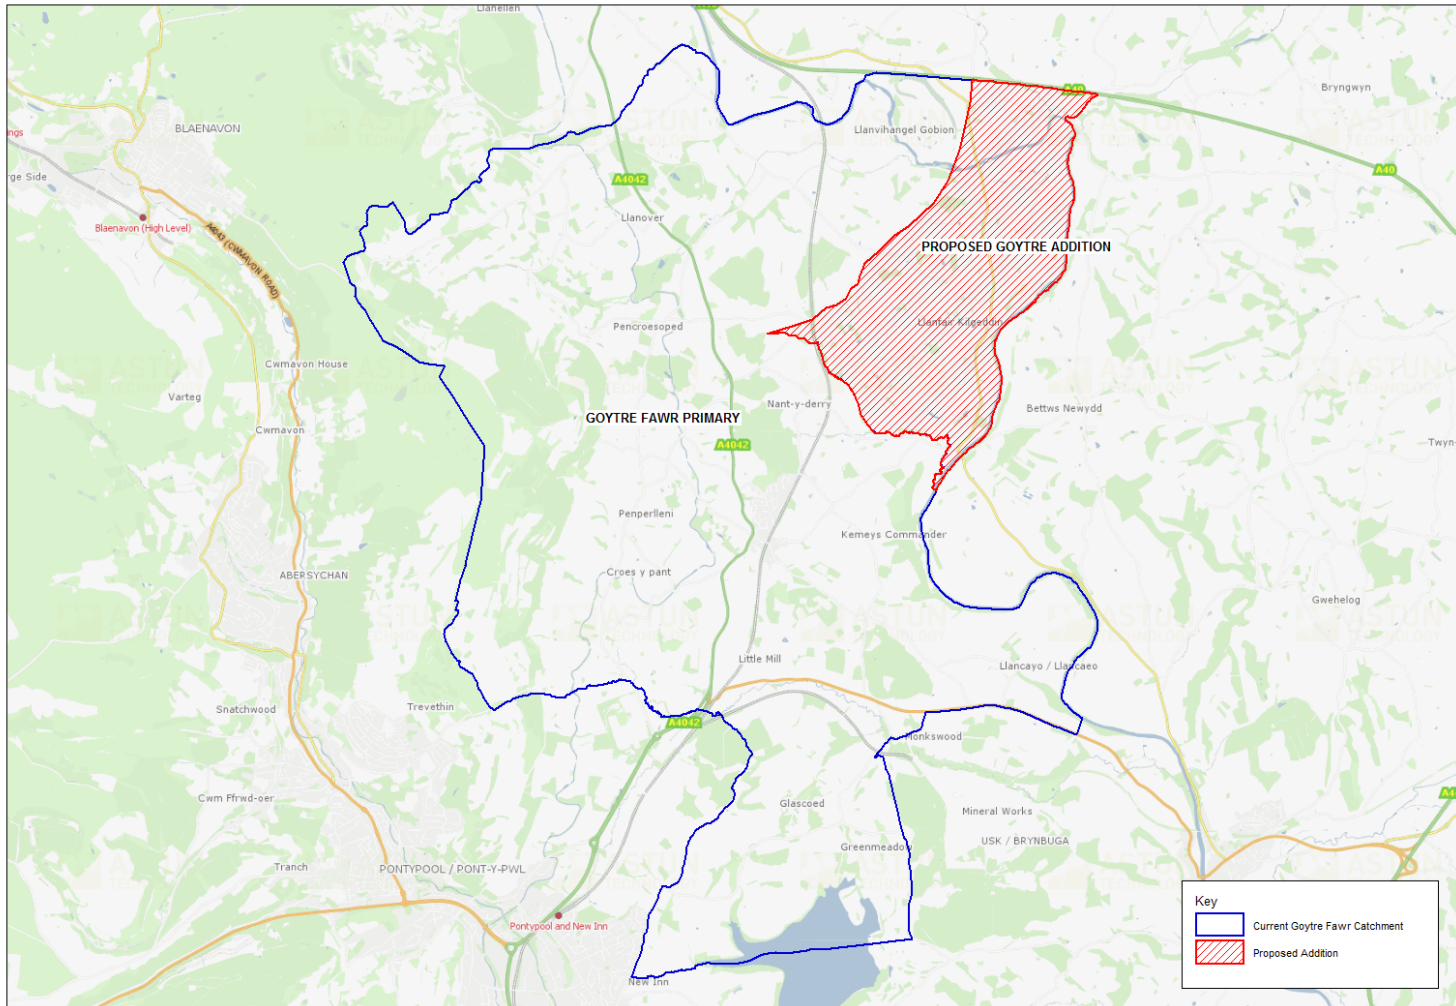 Llanellen
A40
Bryngwyn
BLAENAVON
Llanvihangel Gobion
A4042
A40
Blaenavon (High Level)
Llanover
A4043 (CWMAVON ROAD)
PROPOSED GOYTRE ADDITION
Pencroesoped
Llanfair Kilgeddin
Cwmavon House
Varteg
Nant-y-derry
Bettws Newydd
GOYTRE FAWR PRIMARY
Cwmavon
A4042
Penperlleni
Kemeys Commander
ABERSYCHAN
Croes y pant
Gwehelog
Little Mill
Llancayo / Llancaeo
Snatchwood
Trevethin
A4042
Monkswood
Cwm Ffrwd-oer
Glascoed
Mineral Works
Greenmeadow
USK / BRYNBUGA
Tranch
PONTYPOOL / PONT-Y-PWL
Pontypool and New Inn
New Inn
Key
Current Goytre Fawr Catchment
Proposed Addition
ASTUN
TECHNOLOGY